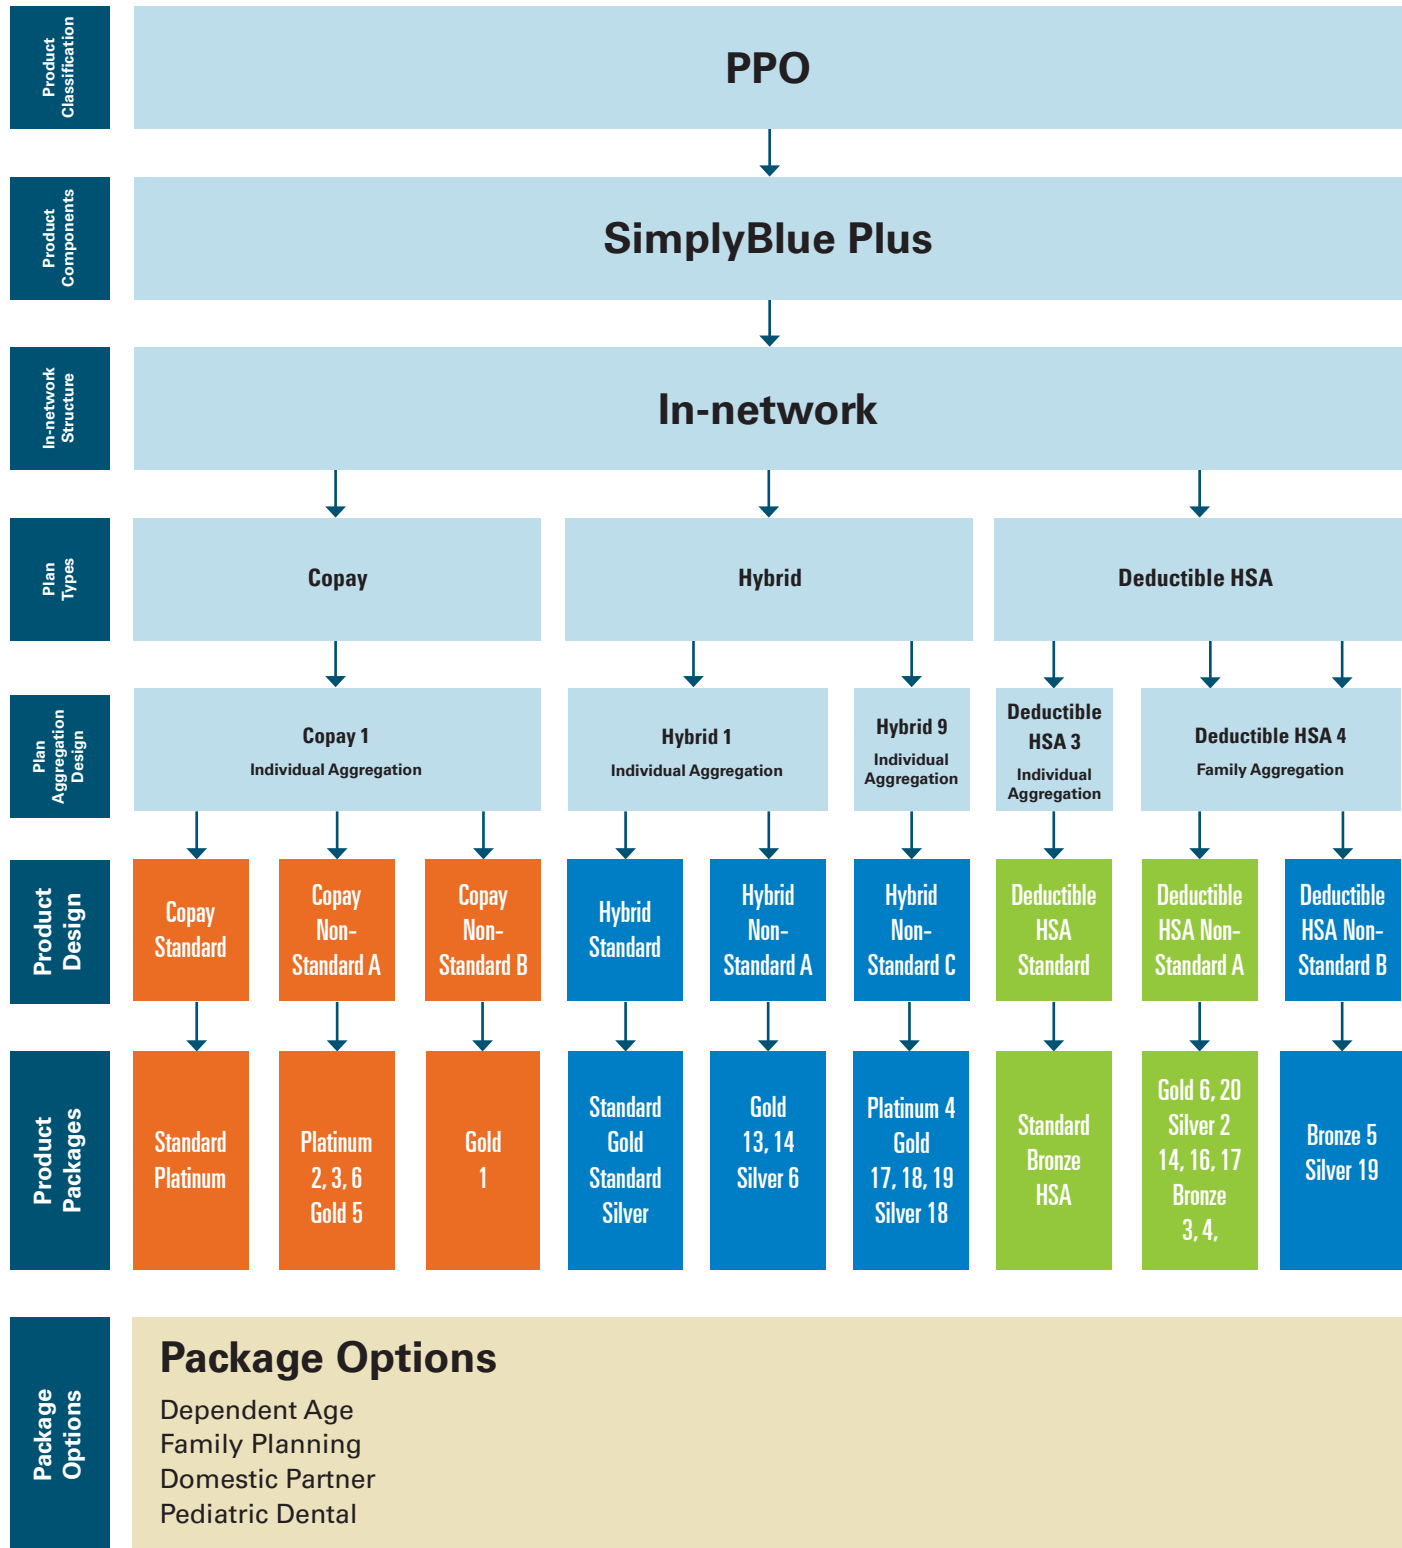 Product
Classification
PPO
Product
Components
SimplyBlue Plus
In-network
Structure
In-network
Plan
Types
Copay
Hybrid
Deductible HSA
Plan
Aggregation
Design
Copay 1
Individual Aggregation
Hybrid 1
Individual Aggregation
Hybrid 9
Individual
Aggregation
Deductible
HSA 3
Individual
Aggregation
Deductible HSA 4
Family Aggregation
Product
Design
Copay
Standard
Copay
Non-
Standard A
Copay
Non-
Standard B
Hybrid
Standard
Hybrid
Non-
Standard A
Hybrid
Non-
Standard C
Deductible
HSA
Standard
Deductible
HSA Non-
Standard A
Deductible
HSA Non-
Standard B
Product
Packages
Standard
Platinum
Platinum
2, 3, 6
Gold 5
Gold
1
Standard
Gold
Standard
Silver
Gold
13, 14
Silver 6
Platinum 4
Gold
17, 18, 19
Silver 18
Standard
Bronze
HSA
Gold 6, 20
Silver 2
14, 16, 17
Bronze
3, 4,
Bronze 5
Silver 19
Package
Options
Package Options
Dependent Age
Family Planning
Domestic Partner
Pediatric Dental